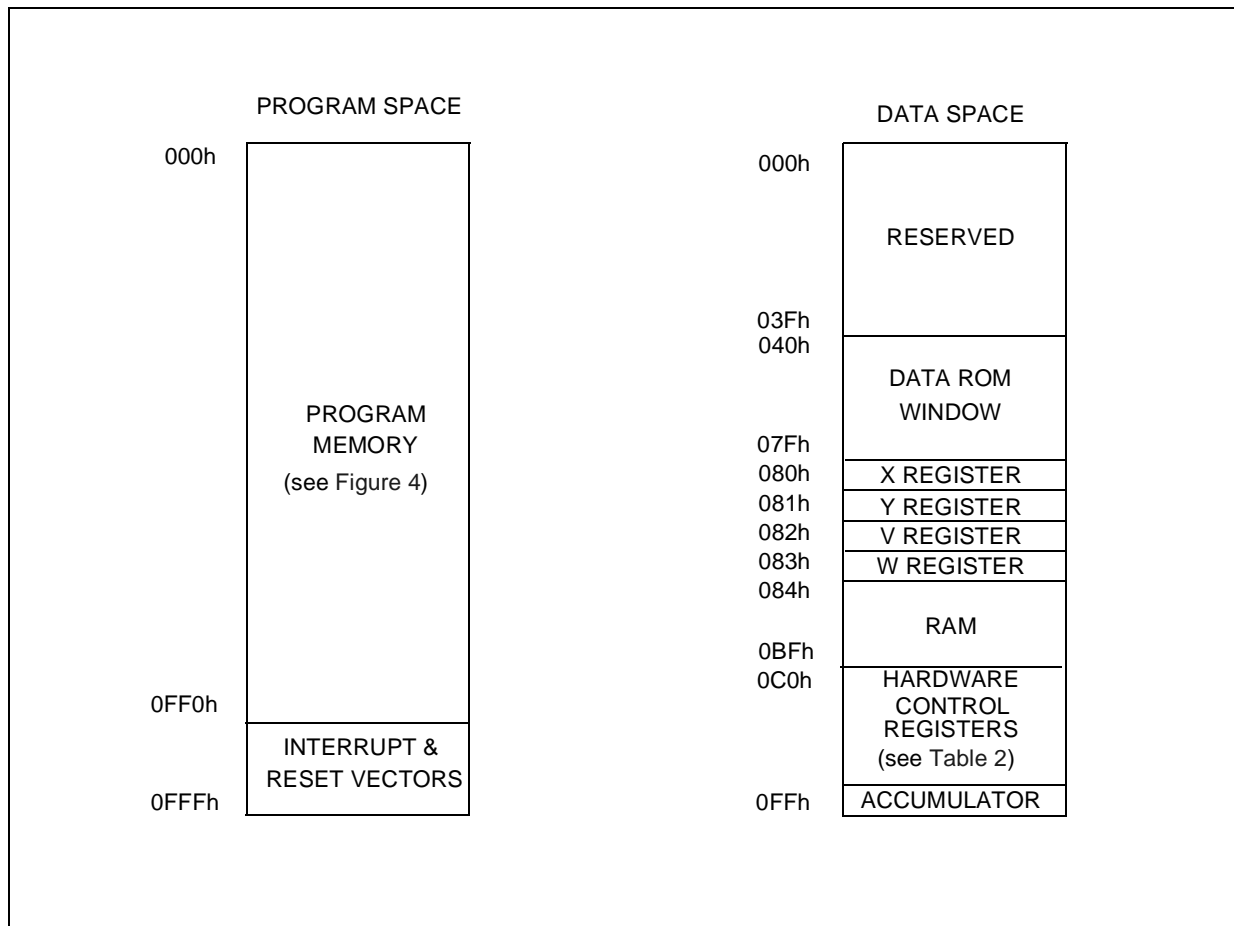 PROGRAM SPACE
000h
PROGRAM
MEMORY
(see Figure 4)
0FF0h
INTERRUPT &
RESET VECTORS
0FFFh
DATA SPACE
000h
RESERVED
03Fh
040h
DATA ROM
WINDOW
07Fh
080h
X REGISTER
081h
Y REGISTER
082h
V REGISTER
083h
W REGISTER
084h
RAM
0BFh
0C0h
HARDWARE
CONTROL
REGISTERS
(see Table 2)
0FFh
ACCUMULATOR